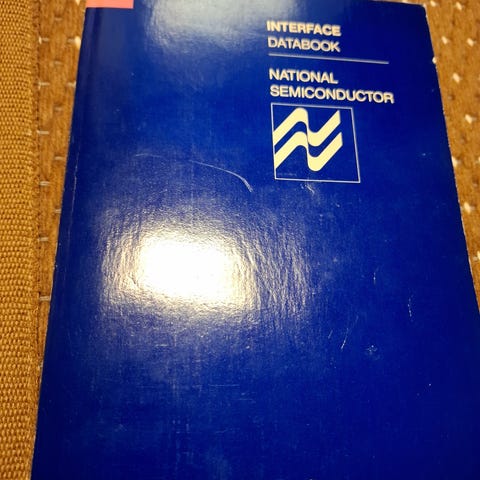 INTERFACE
DATABOOK
NATIONAL
SEMICONDUCTOR